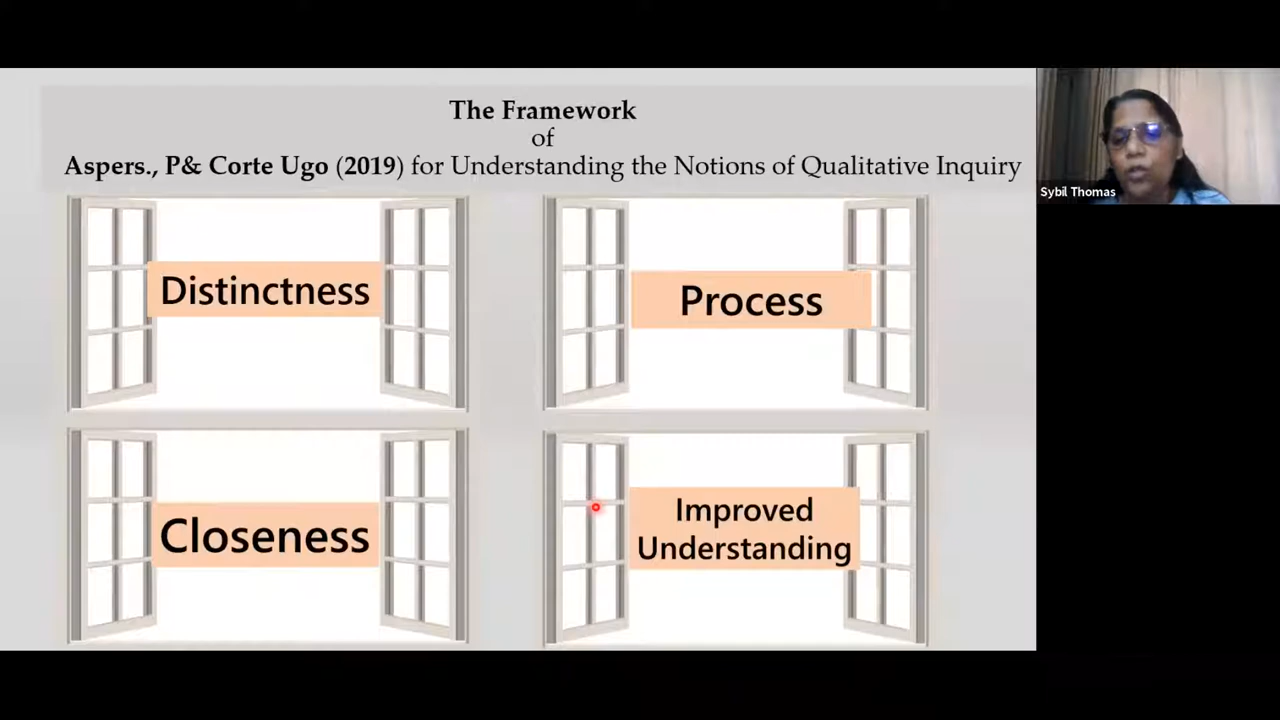 The Framework
of
Aspers., P& Corte Ugo (2019) for Understanding the Notions of Qualitative Inquiry
Sybil Thomas
Distinctness
Process
Closeness
Improved
Understanding